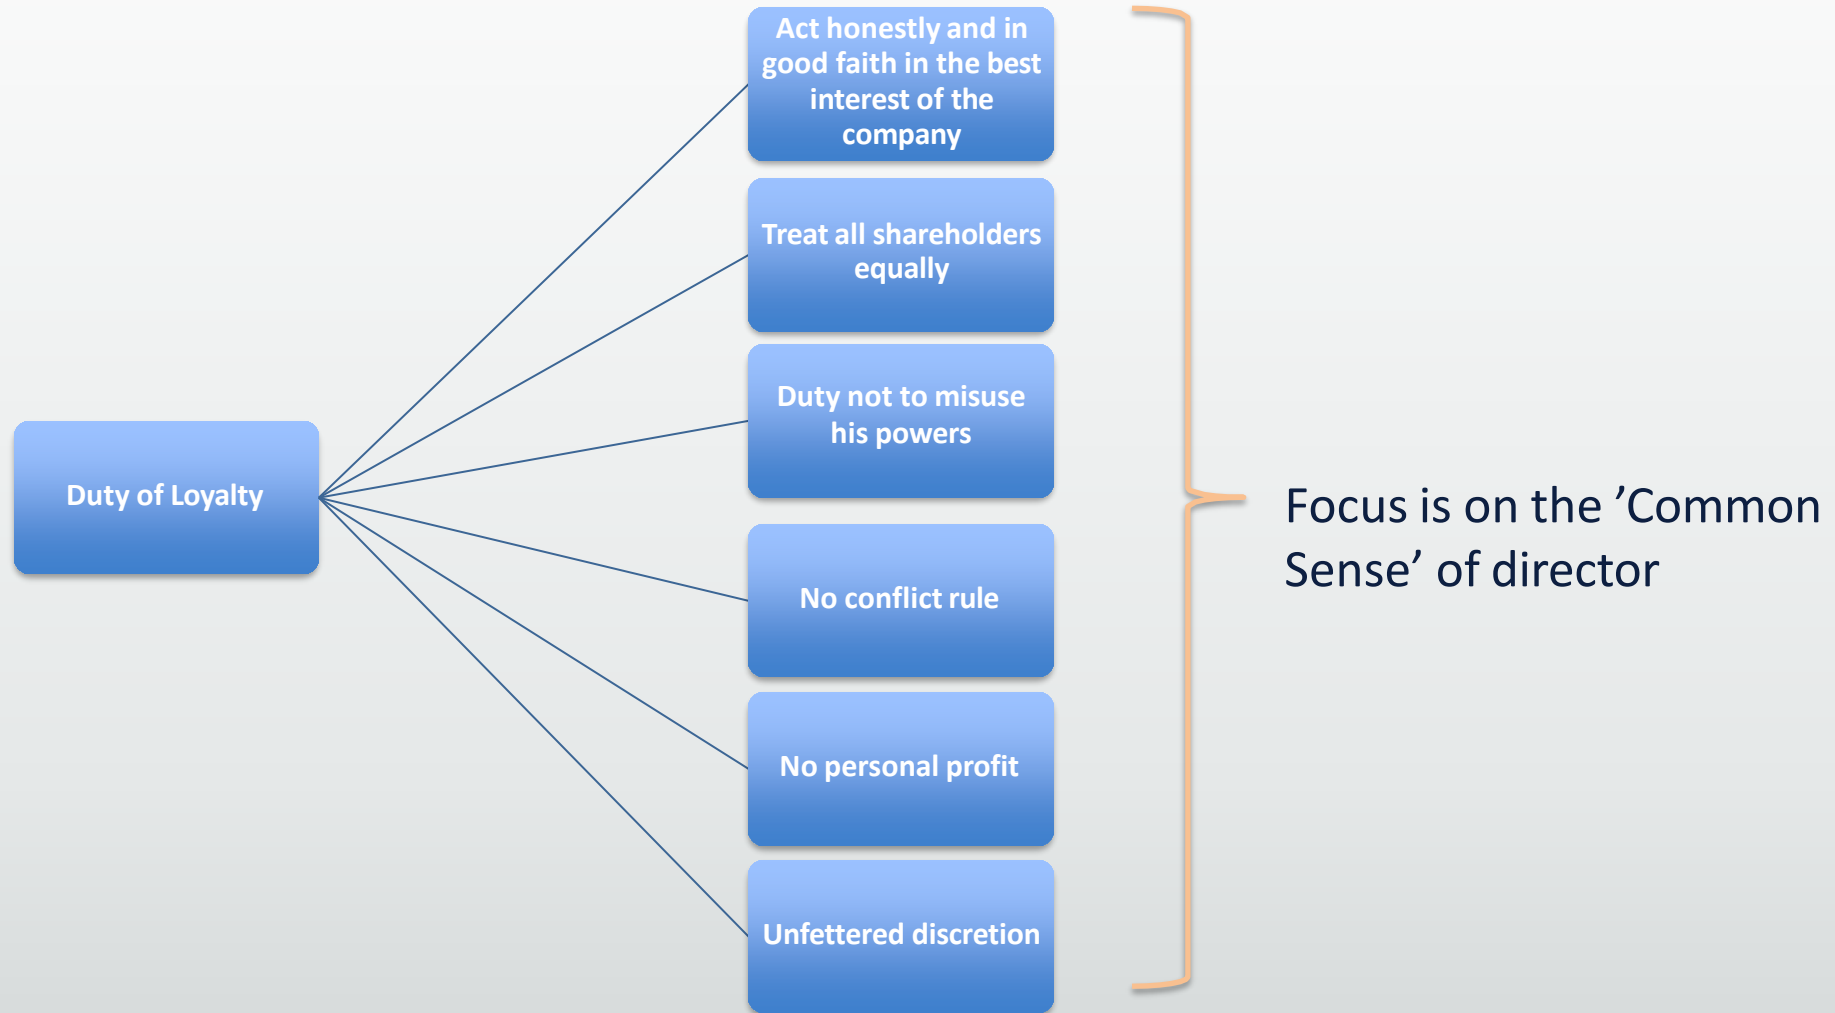 Act honestly and in
good faith in the best
interest of the
company
Treat all shareholders
equally
Duty not to misuse
his powers
Duty of Loyalty
No conflict rule
No personal profit
Unfettered discretion
Focus is on the ’Common
Sense’ of director